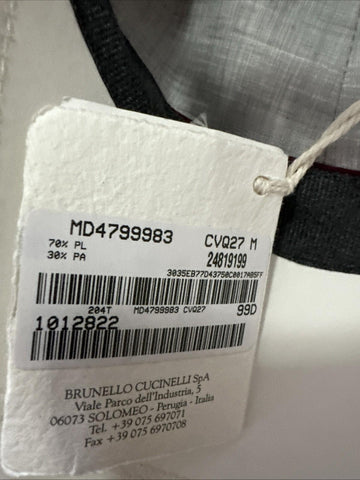 MD4799983 CVQ27 M
70% PL 24819199
30% PA
3035EB77D43750C0017AB5FF
204T MD4799983 CVQ27 99D
1012822
BRUNELLO CUCINELLI SpA
Viale Parco dell'Industria, 5
06073 SOLOMEO - Perugia - Italia
Tel. +39 075 697071
Fax +39 075 6970708